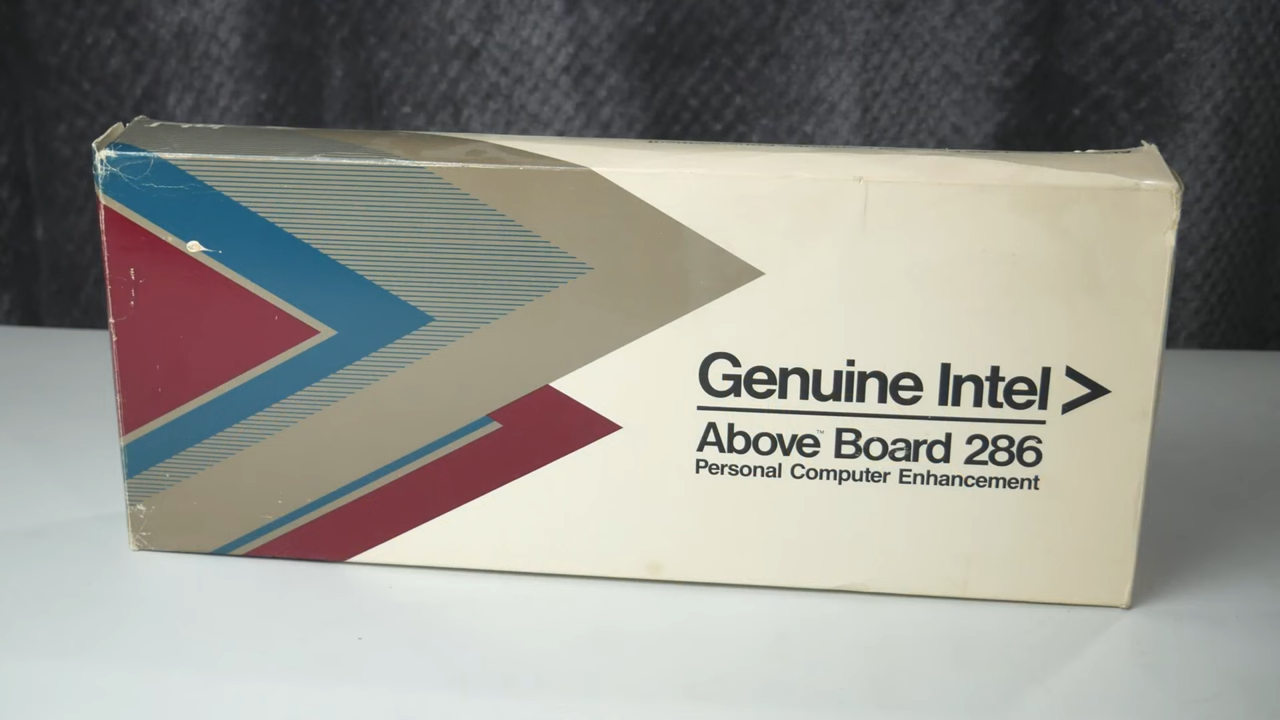 Genuine Intel >
Above™ Board 286
Personal Computer Enhancement